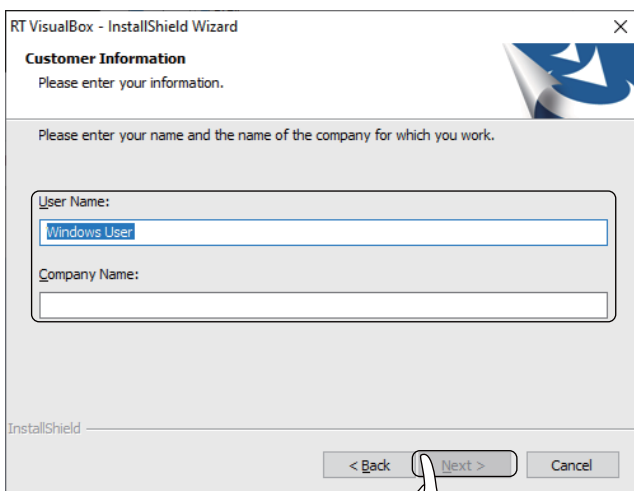 RT VisualBox - InstallShield Wizard
Customer Information
Please enter your information.
Please enter your name and the name of the company for which you work.
User Name:
Windows User
Company Name:
InstallShield
< Back Next > Cancel